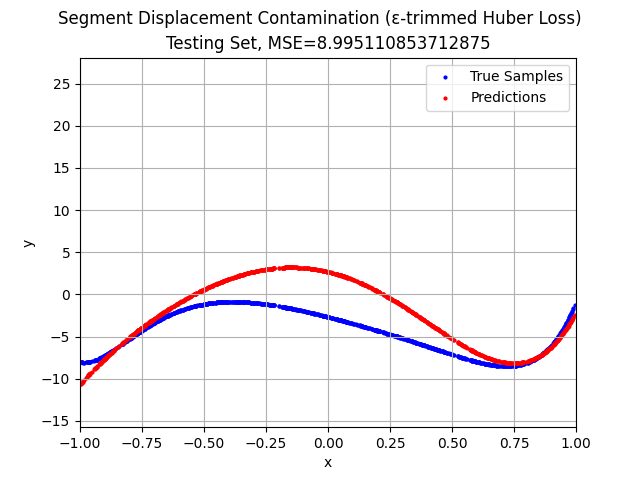 Segment Displacement Contamination (ε-trimmed Huber Loss)
Testing Set, MSE=8.995110853712875
True Samples
Predictions
y
25
20
15
10
5
0
−5
−10
−15
−1.00 −0.75 −0.50 −0.25 0.00 0.25 0.50 0.75 1.00
x